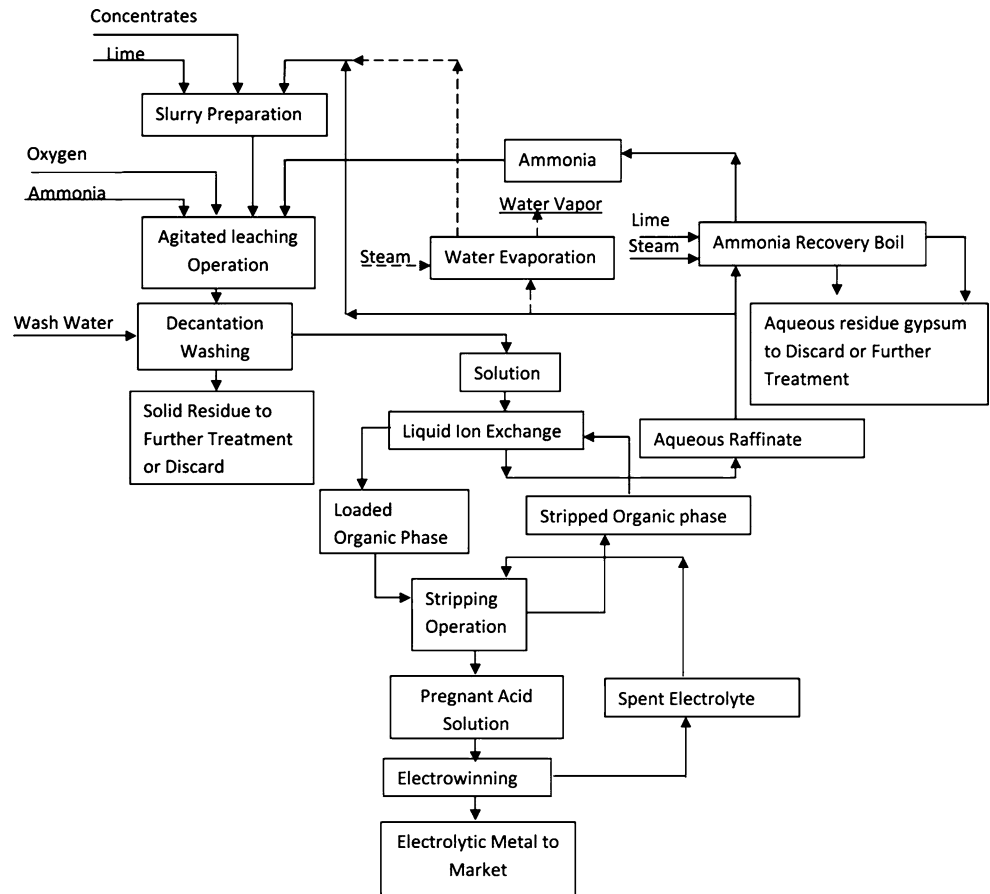 Concentrates
Lime
Slurry Preparation
Oxygen
Ammonia
Ammonia
Water Vapor
Lime
Steam
Ammonia Recovery Boil
Agitated leaching
Operation
Steam
Water Evaporation
Wash Water
Decantation
Washing
Aqueous residue gypsum
to Discard or Further
Treatment
Solution
Solid Residue to
Further Treatment
or Discard
Liquid Ion Exchange
Aqueous Raffinate
Loaded
Organic Phase
Stripped Organic phase
Stripping
Operation
Pregnant Acid
Solution
Spent Electrolyte
Electrowinning
Electrolytic Metal to
Market